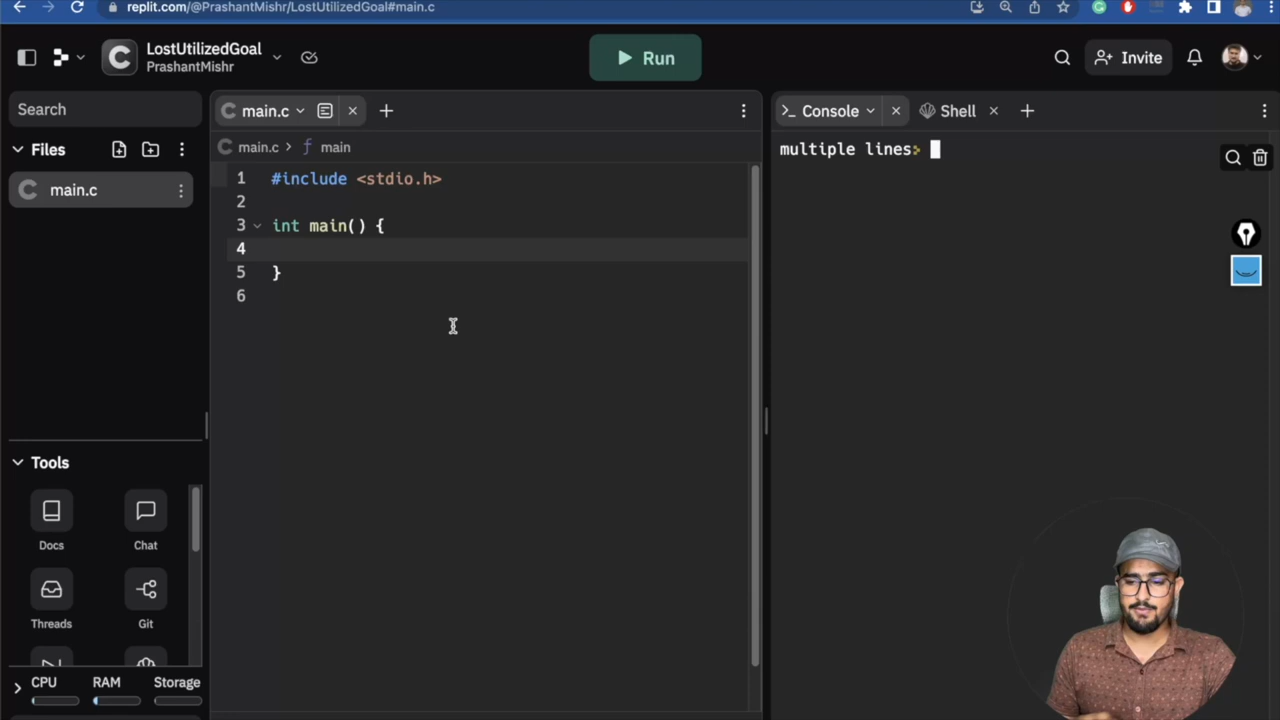 replit.com/@PrashantMishr/LostUtilizedGoal#main.c
LostUtilizedGoal
PrashantMishr
Run
Invite
Search
Files
main.c
main.c
main.c > main
1 #include <stdio.h>
2
3 int main() {
4
5 }
6
>_ Console
Shell
multiple lines:
Tools
Docs
Chat
Threads
Git
CPU
RAM
Storage